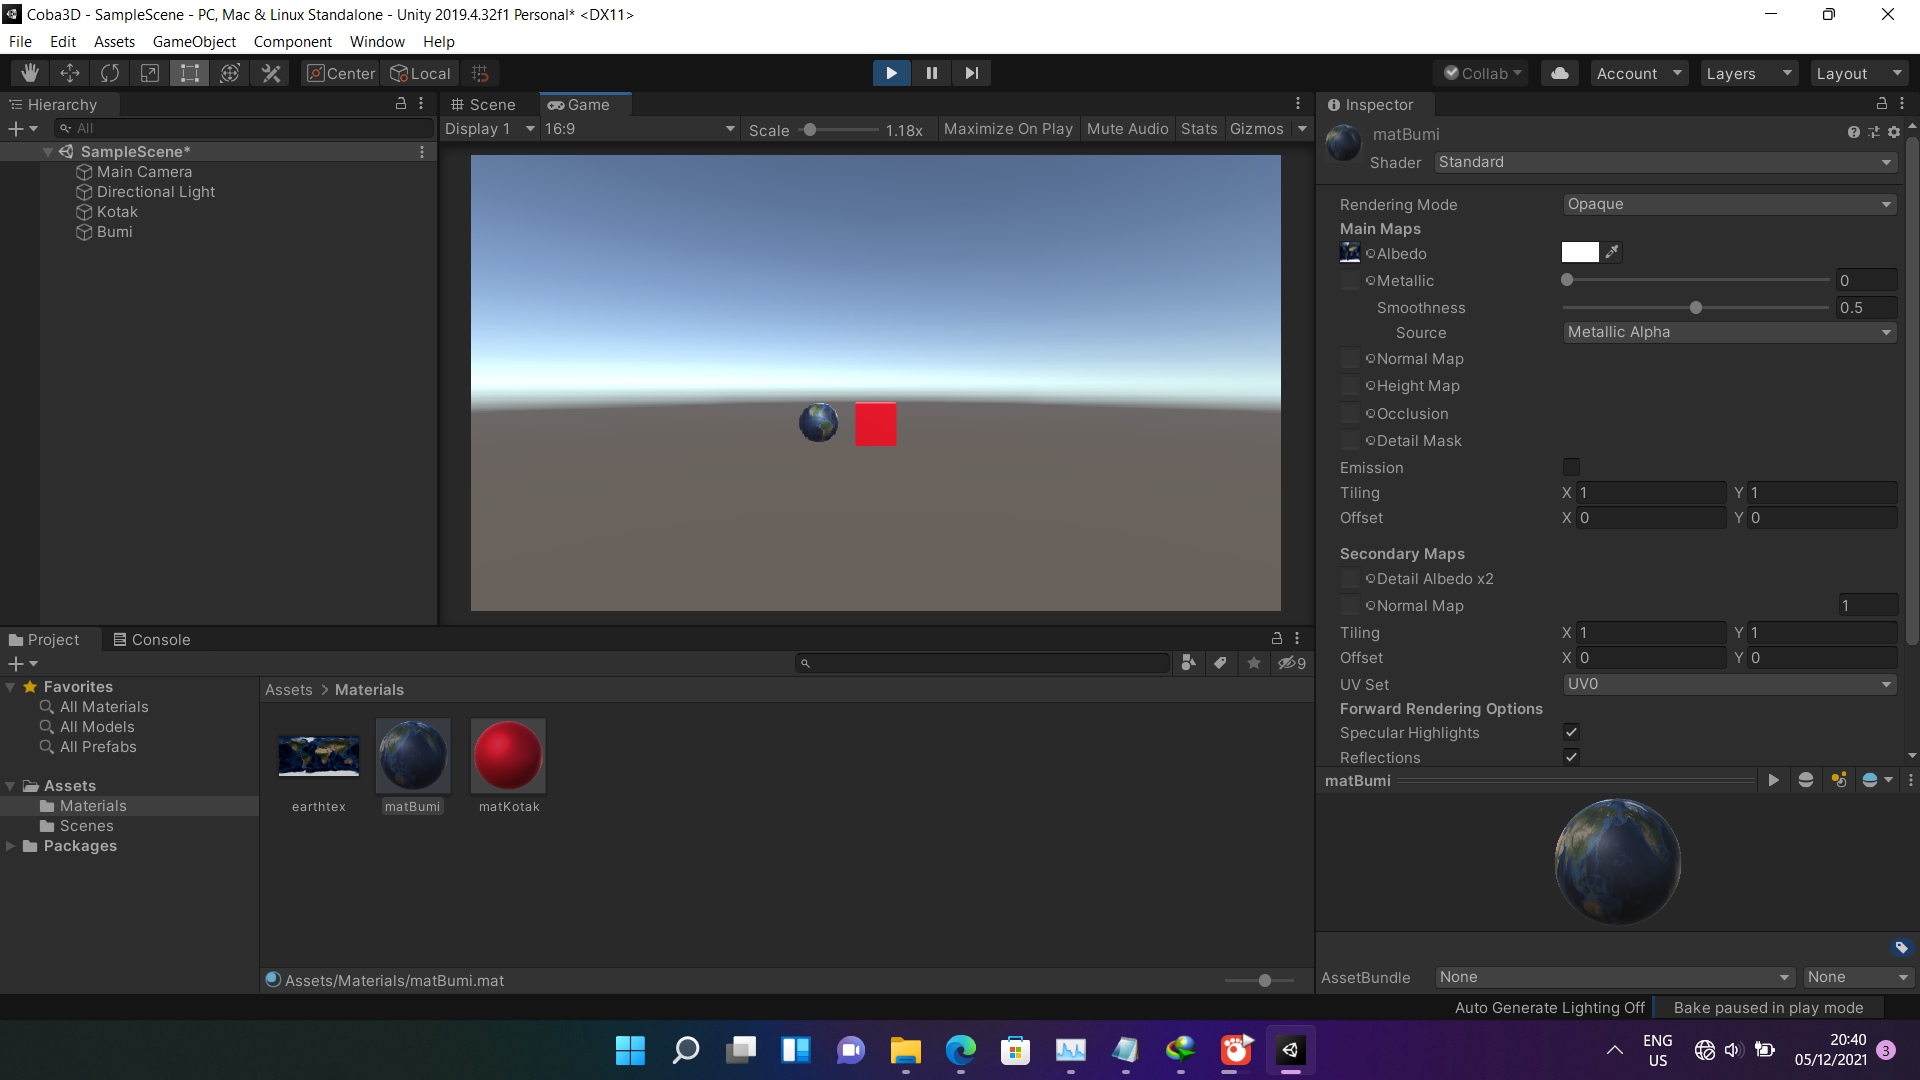 Coba3D - SampleScene - PC, Mac & Linux Standalone - Unity 2019.4.32f1 Personal* <DX11>
File Edit Assets GameObject Component Window Help
Center Local Collab Account Layers Layout
Hierarchy
All
SampleScene*
Main Camera
Directional Light
Kotak
Bumi
Scene Game
Display 1 16:9 Scale 1.18x Maximize On Play Mute Audio Stats Gizmos
Inspector
matBumi
Shader Standard
Rendering Mode Opaque
Main Maps
Albedo
Metallic 0
Smoothness 0.5
Source Metallic Alpha
Normal Map
Height Map
Occlusion
Detail Mask
Emission
Tiling X 1 Y 1
Offset X 0 Y 0
Secondary Maps
Detail Albedo x2
Normal Map 1
Tiling X 1 Y 1
Offset X 0 Y 0
UV Set UV0
Forward Rendering Options
Specular Highlights
Reflections
matBumi
AssetBundle None None
Project Console
9
Favorites
All Materials
All Models
All Prefabs
Assets
Materials
Scenes
Packages
Assets > Materials
earthtex matBumi matKotak
Assets/Materials/matBumi.mat
Auto Generate Lighting Off Bake paused in play mode
ENG
US
20:40
05/12/2021
3